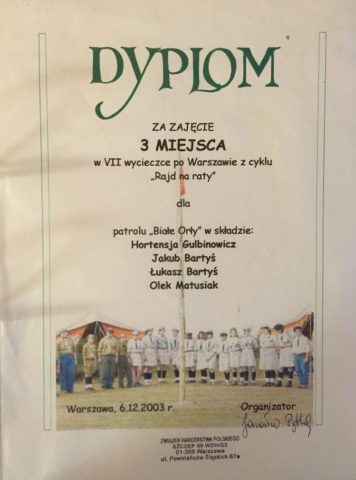 DYPLOM
ZA ZAJĘCIE
3 MIEJSCA
w VII wycieczce po Warszawie z cyklu
„Rajd na raty”
dla
patrolu „Białe Orły” w składzie:
Hortensja Gulbinowicz
Jakub Bartyś
Łukasz Bartyś
Olek Matusiak
Warszawa, 6.12.2003 r.
Organizator
ZWIĄZEK HARCERSTWA POLSKIEGO
SZCZEP 99 WDHiGZ
01-355 Warszawa
ul. Powstańców Śląskich 67a